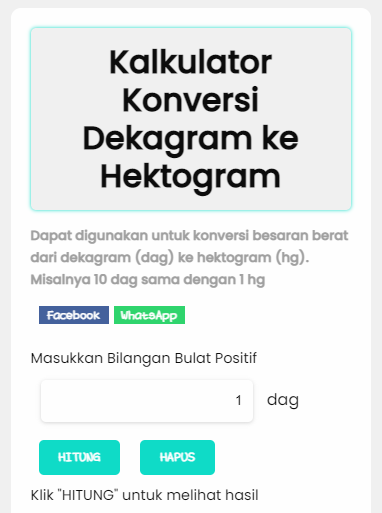 Kalkulator
Konversi
Dekagram ke
Hektogram
Dapat digunakan untuk konversi besaran berat
dari dekagram (dag) ke hektogram (hg).
Misalnya 10 dag sama dengan 1 hg
Facebook WhatsApp
Masukkan Bilangan Bulat Positif
1 dag
HITUNG HAPUS
Klik "HITUNG" untuk melihat hasil